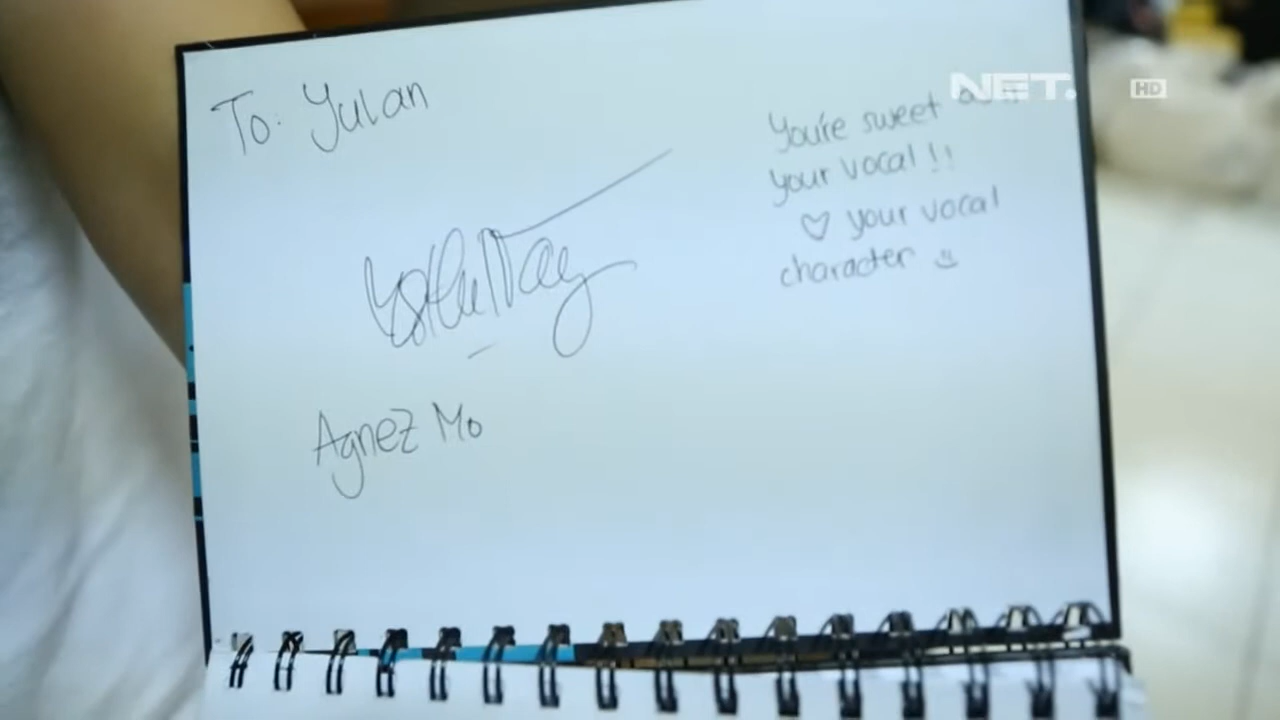 To. Yulan
You're sweet
your vocal !!
♡ your vocal
character
Agnez Mo
NET.
HD